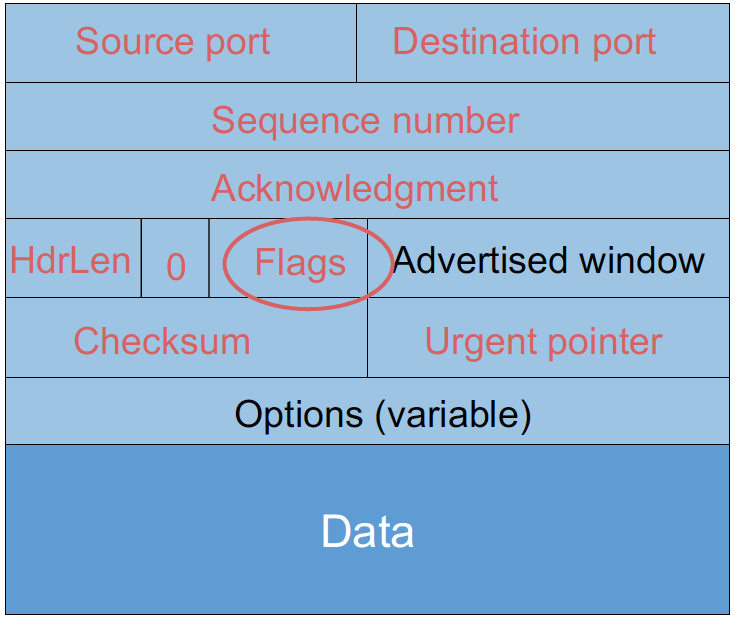 Source port
Destination port
Sequence number
Acknowledgment
HdrLen
0
Flags
Advertised window
Checksum
Urgent pointer
Options (variable)
Data